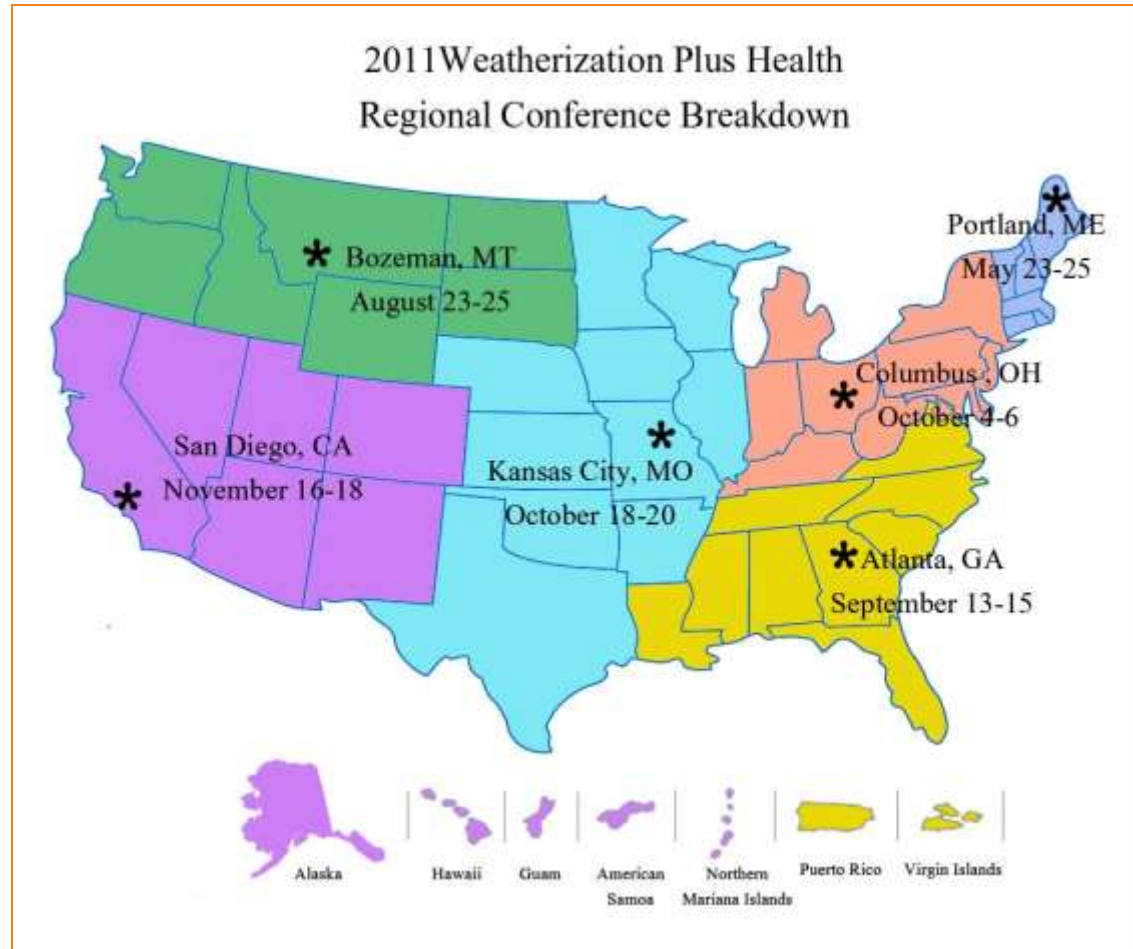 2011Weatherization Plus Health
Regional Conference Breakdown
Portland, ME
May 23-25
Bozeman, MT
August 23-25
Columbus , OH
October 4-6
San Diego, CA
November 16-18
Kansas City, MO
October 18-20
Atlanta, GA
September 13-15
Alaska
Hawaii
Guam
American
Samoa
Northern
Mariana Islands
Puerto Rico
Virgin Islands